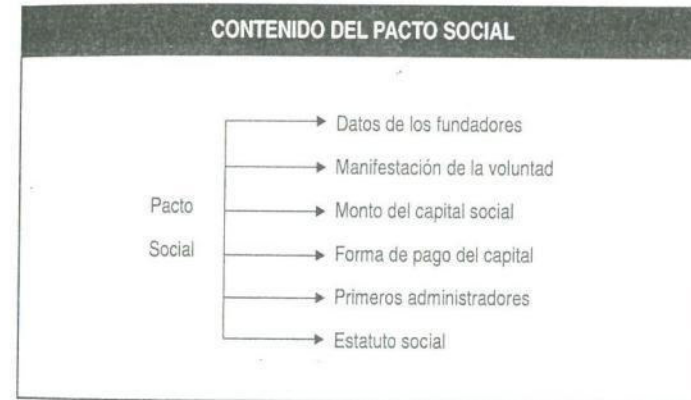 CONTENIDO DEL PACTO SOCIAL
Pacto
Social
Datos de los fundadores
Manifestación de la voluntad
Monto del capital social
Forma de pago del capital
Primeros administradores
Estatuto social